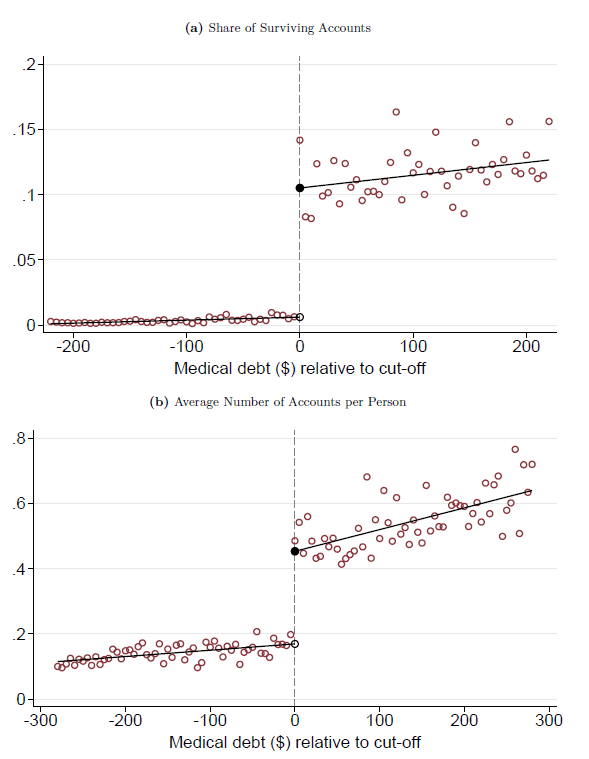 (a) Share of Surviving Accounts
.2
.15
.1
.05
0
-200 -100 0 100 200
Medical debt ($) relative to cut-off
(b) Average Number of Accounts per Person
.8
.6
.4
.2
0
-300 -200 -100 0 100 200 300
Medical debt ($) relative to cut-off